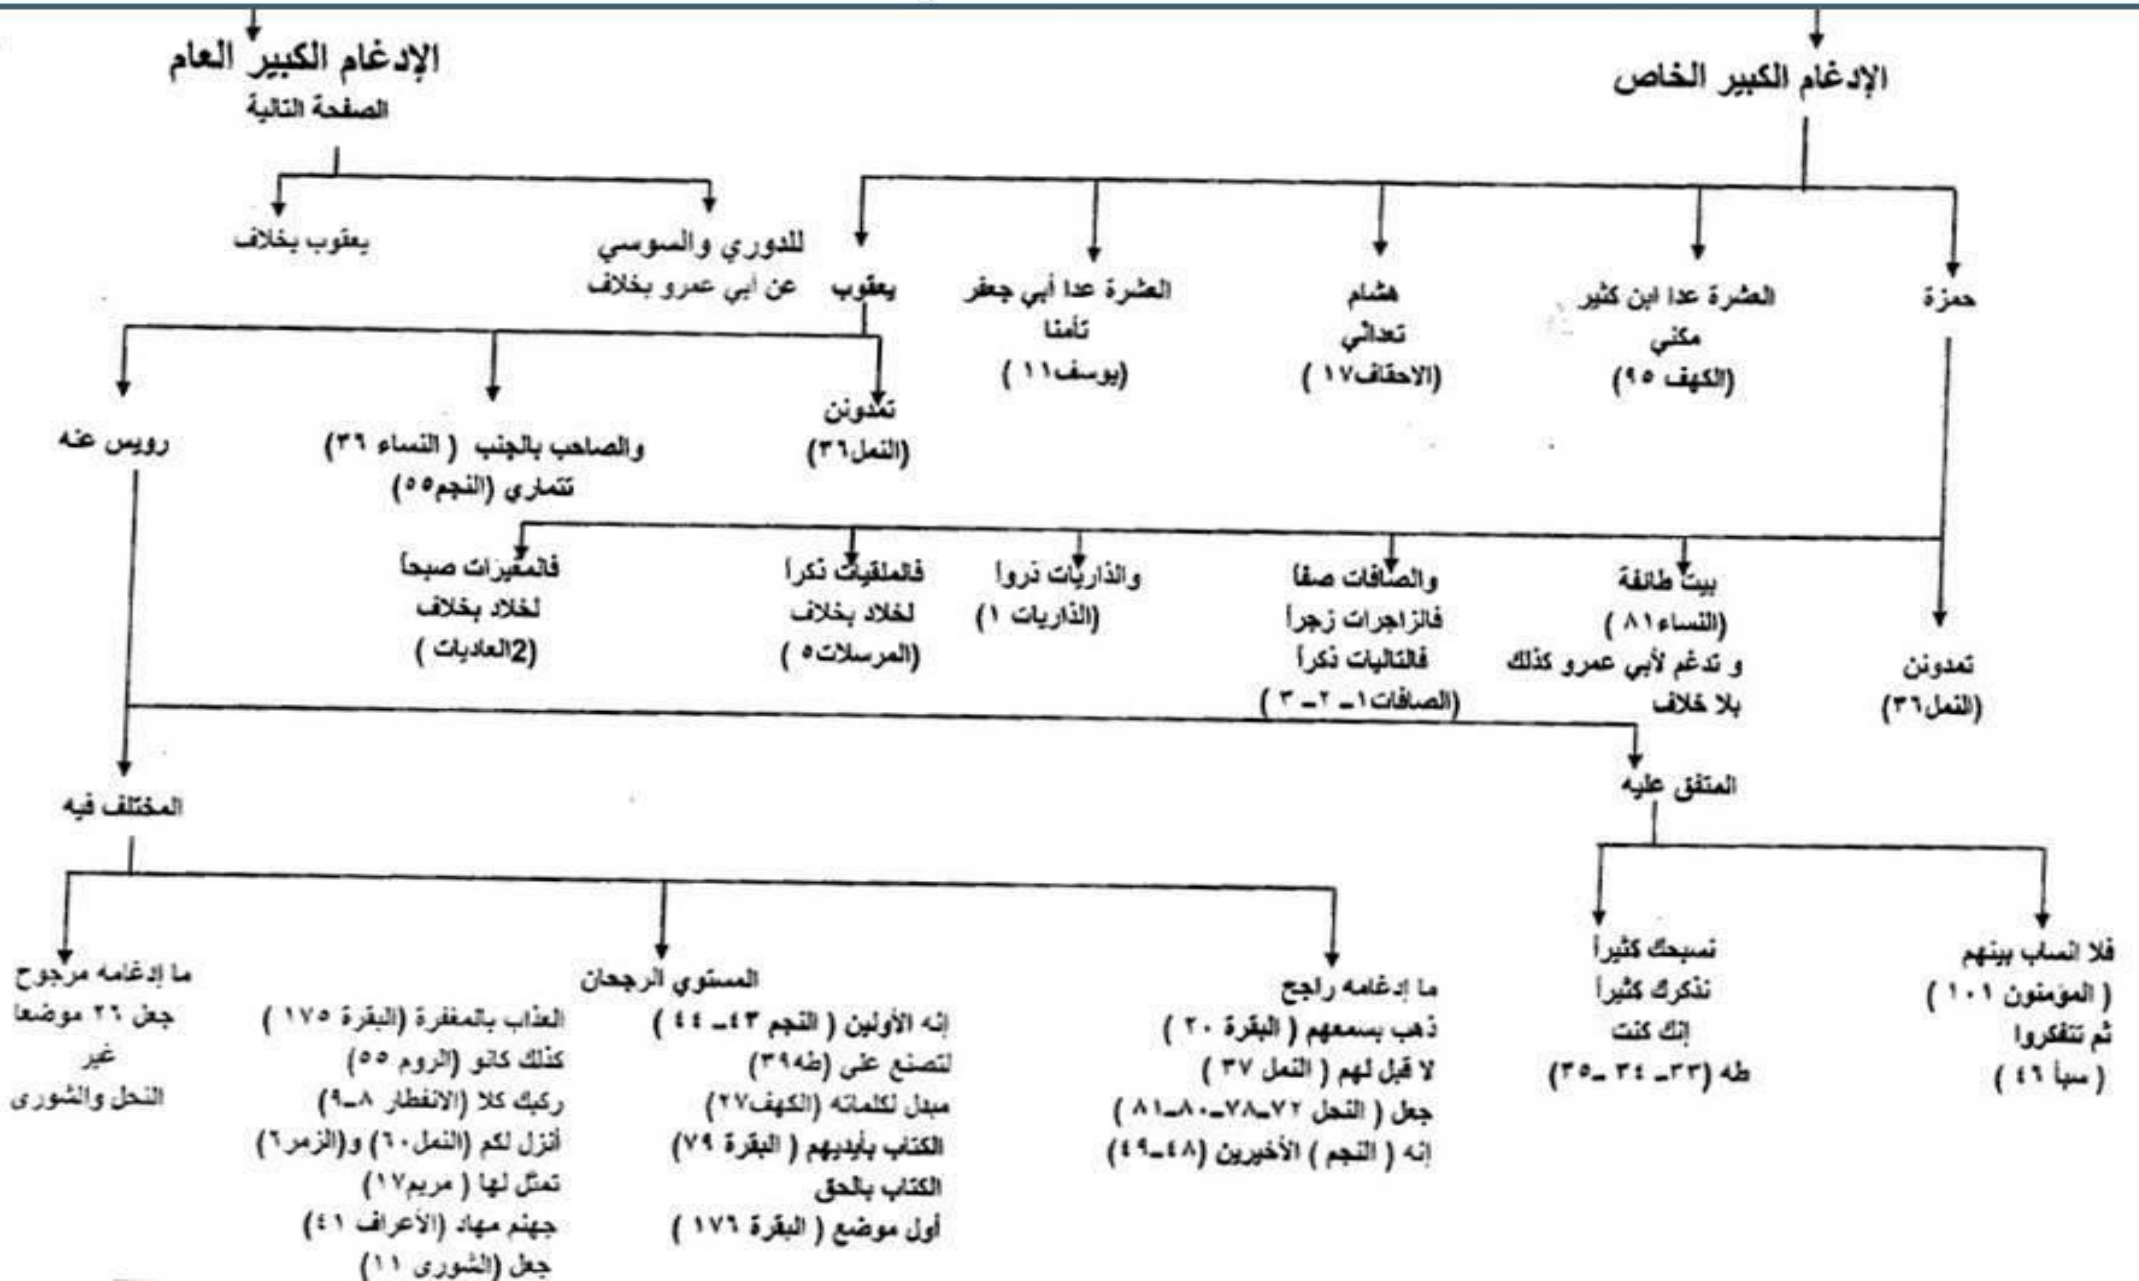 الإدغام الكبير الخاص
الإدغام الكبير العام
الصفحة التالية
حمزة
العشرة عدا ابن كثير
مكني
(الكهف ٩٥)
هشام
تعداني
(الاحقاف١٧ )
العشرة عدا أبي جعفر
تأمنا
(يوسف١١ )
يعقوب
للدوري والسوسي
عن ابي عمرو بخلاف
يعقوب بخلاف
تمدونن
(النمل٣٦)
والصاحب بالجنب ( النساء ٣٦)
تتماري (النجم٥٥)
رويس عنه
تمدونن
(النمل٣٦)
بيت طائفة
(النساء٨١ )
و تدغم لأبي عمرو كذلك
بلا خلاف
والصافات صفا
فالزاجرات زجرا
فالتاليات ذكرا
(الصافات١ـ ٢ـ ٣ )
والذاريات ذروا
(الذاريات ١)
فالملقيات ذكرا
لخلاد بخلاف
(المرسلات٥ )
فالمغيرات صبحا
لخلاد بخلاف
(2العاديات )
المتفق عليه
المختلف فيه
فلا انساب بينهم
( المؤمنون ١٠١ )
ثم تتفكروا
( سبأ ٤٦ )
نسبحك كثيرا
نذكرك كثيرا
إنك كنت
طه (٣٣ـ ٣٤ ـ٣٥)
ما إدغامه راجح
ذهب بسمعهم ( البقرة ٢٠ )
لا قبل لهم ( النمل ٣٧ )
جعل ( النحل ٧٢ـ٧٨ـ٨٠ـ٨١ )
إنه ( النجم ) الأخيرين (٤٨ـ٤٩)
المستوي الرجحان
إنه الأولين ( النجم ٤٣ـ ٤٤ )
لتصنع على (طه٣٩)
مبدل لكلماته (الكهف٢٧)
الكتاب بأيديهم ( البقرة ٧٩)
الكتاب بالحق
أول موضع ( البقرة ١٧٦ )
العذاب بالمغفرة (البقرة ١٧٥ )
كذلك كانو (الروم ٥٥)
ركبك كلا (الانفطار ٨ـ٩)
أنزل لكم (النمل٦٠) و(الزمر٦)
تمثل لها ( مريم١٧)
جهنم مهاد (الأعراف ٤١)
جعل (الشورى ١١)
ما إدغامه مرجوح
جعل ٢٦ موضعا
غير
النحل والشورى